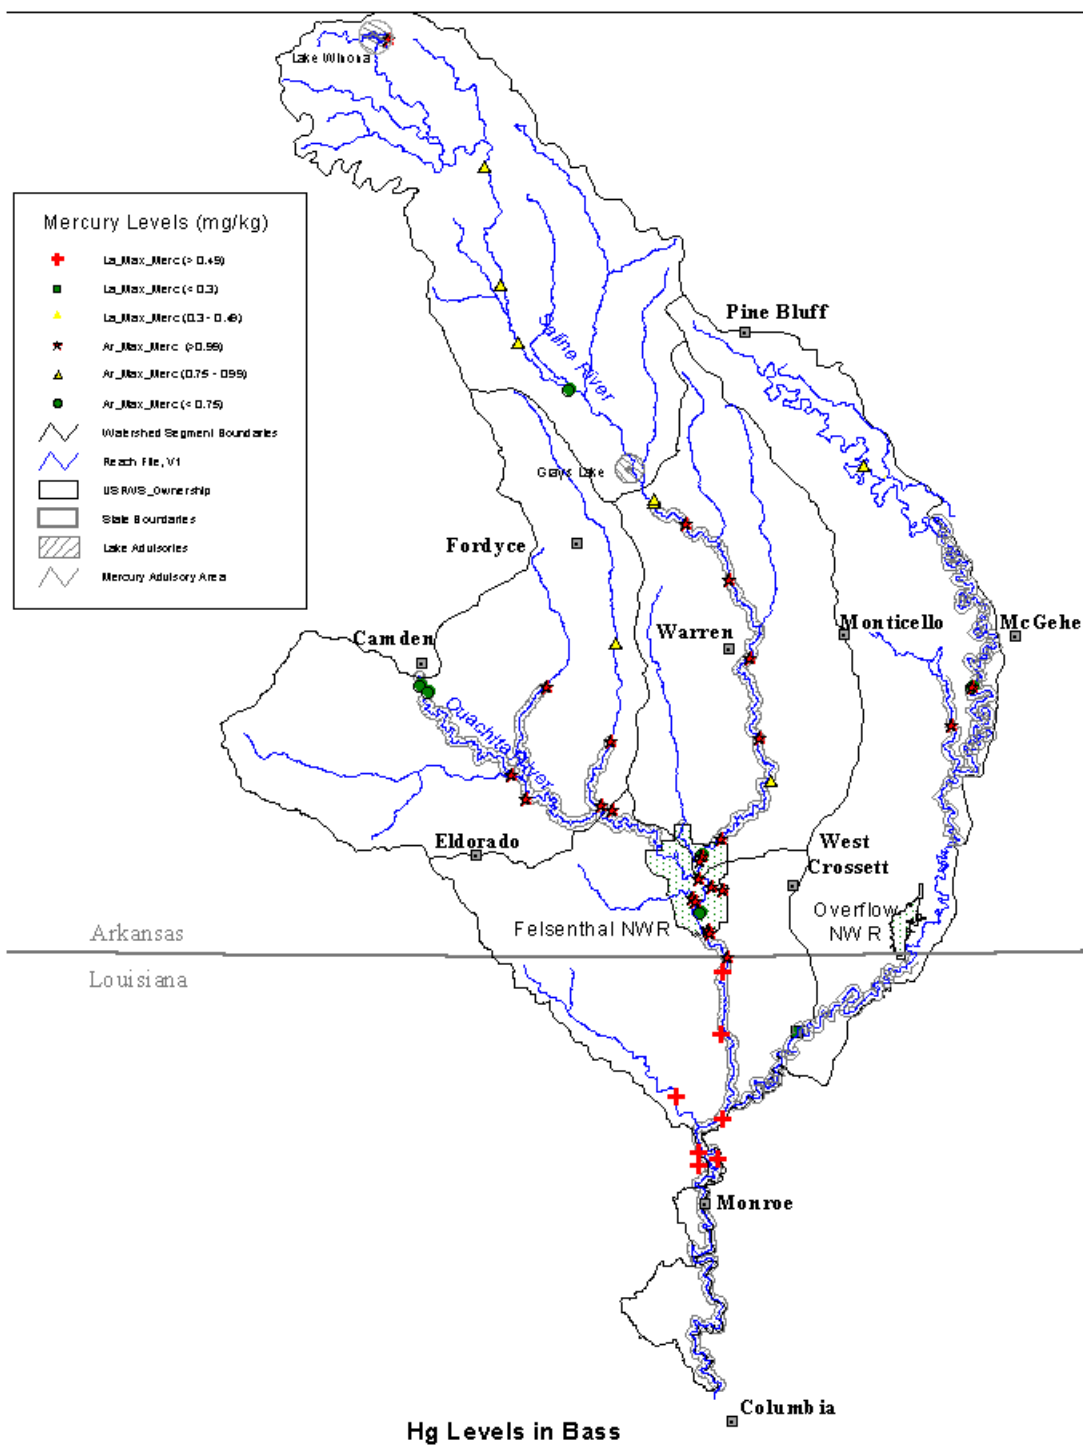 Lake Winona
Mercury Levels (mg/kg)
La_Max_Merc (> 0.49)
La_Max_Merc (< 0.3)
La_Max_Merc (0.3 - 0.49)
Ar_Max_Merc (>0.99)
Ar_Max_Merc (0.75 - 0.99)
Ar_Max_Merc (< 0.75)
Watershed Segment Boundaries
Reach File, V1
USFWS_Ownership
State Boundaries
Lake Advisories
Mercury Advisory Area
Pine Bluff
Saline River
Grays Lake
Fordyce
Camden
Warren
Monticello
McGehe
Ouachita River
Eldorado
West
Crossett
Felsenthal NWR
Overflow
NWR
Arkansas
Louisiana
Monroe
Columbia
Hg Levels in Bass